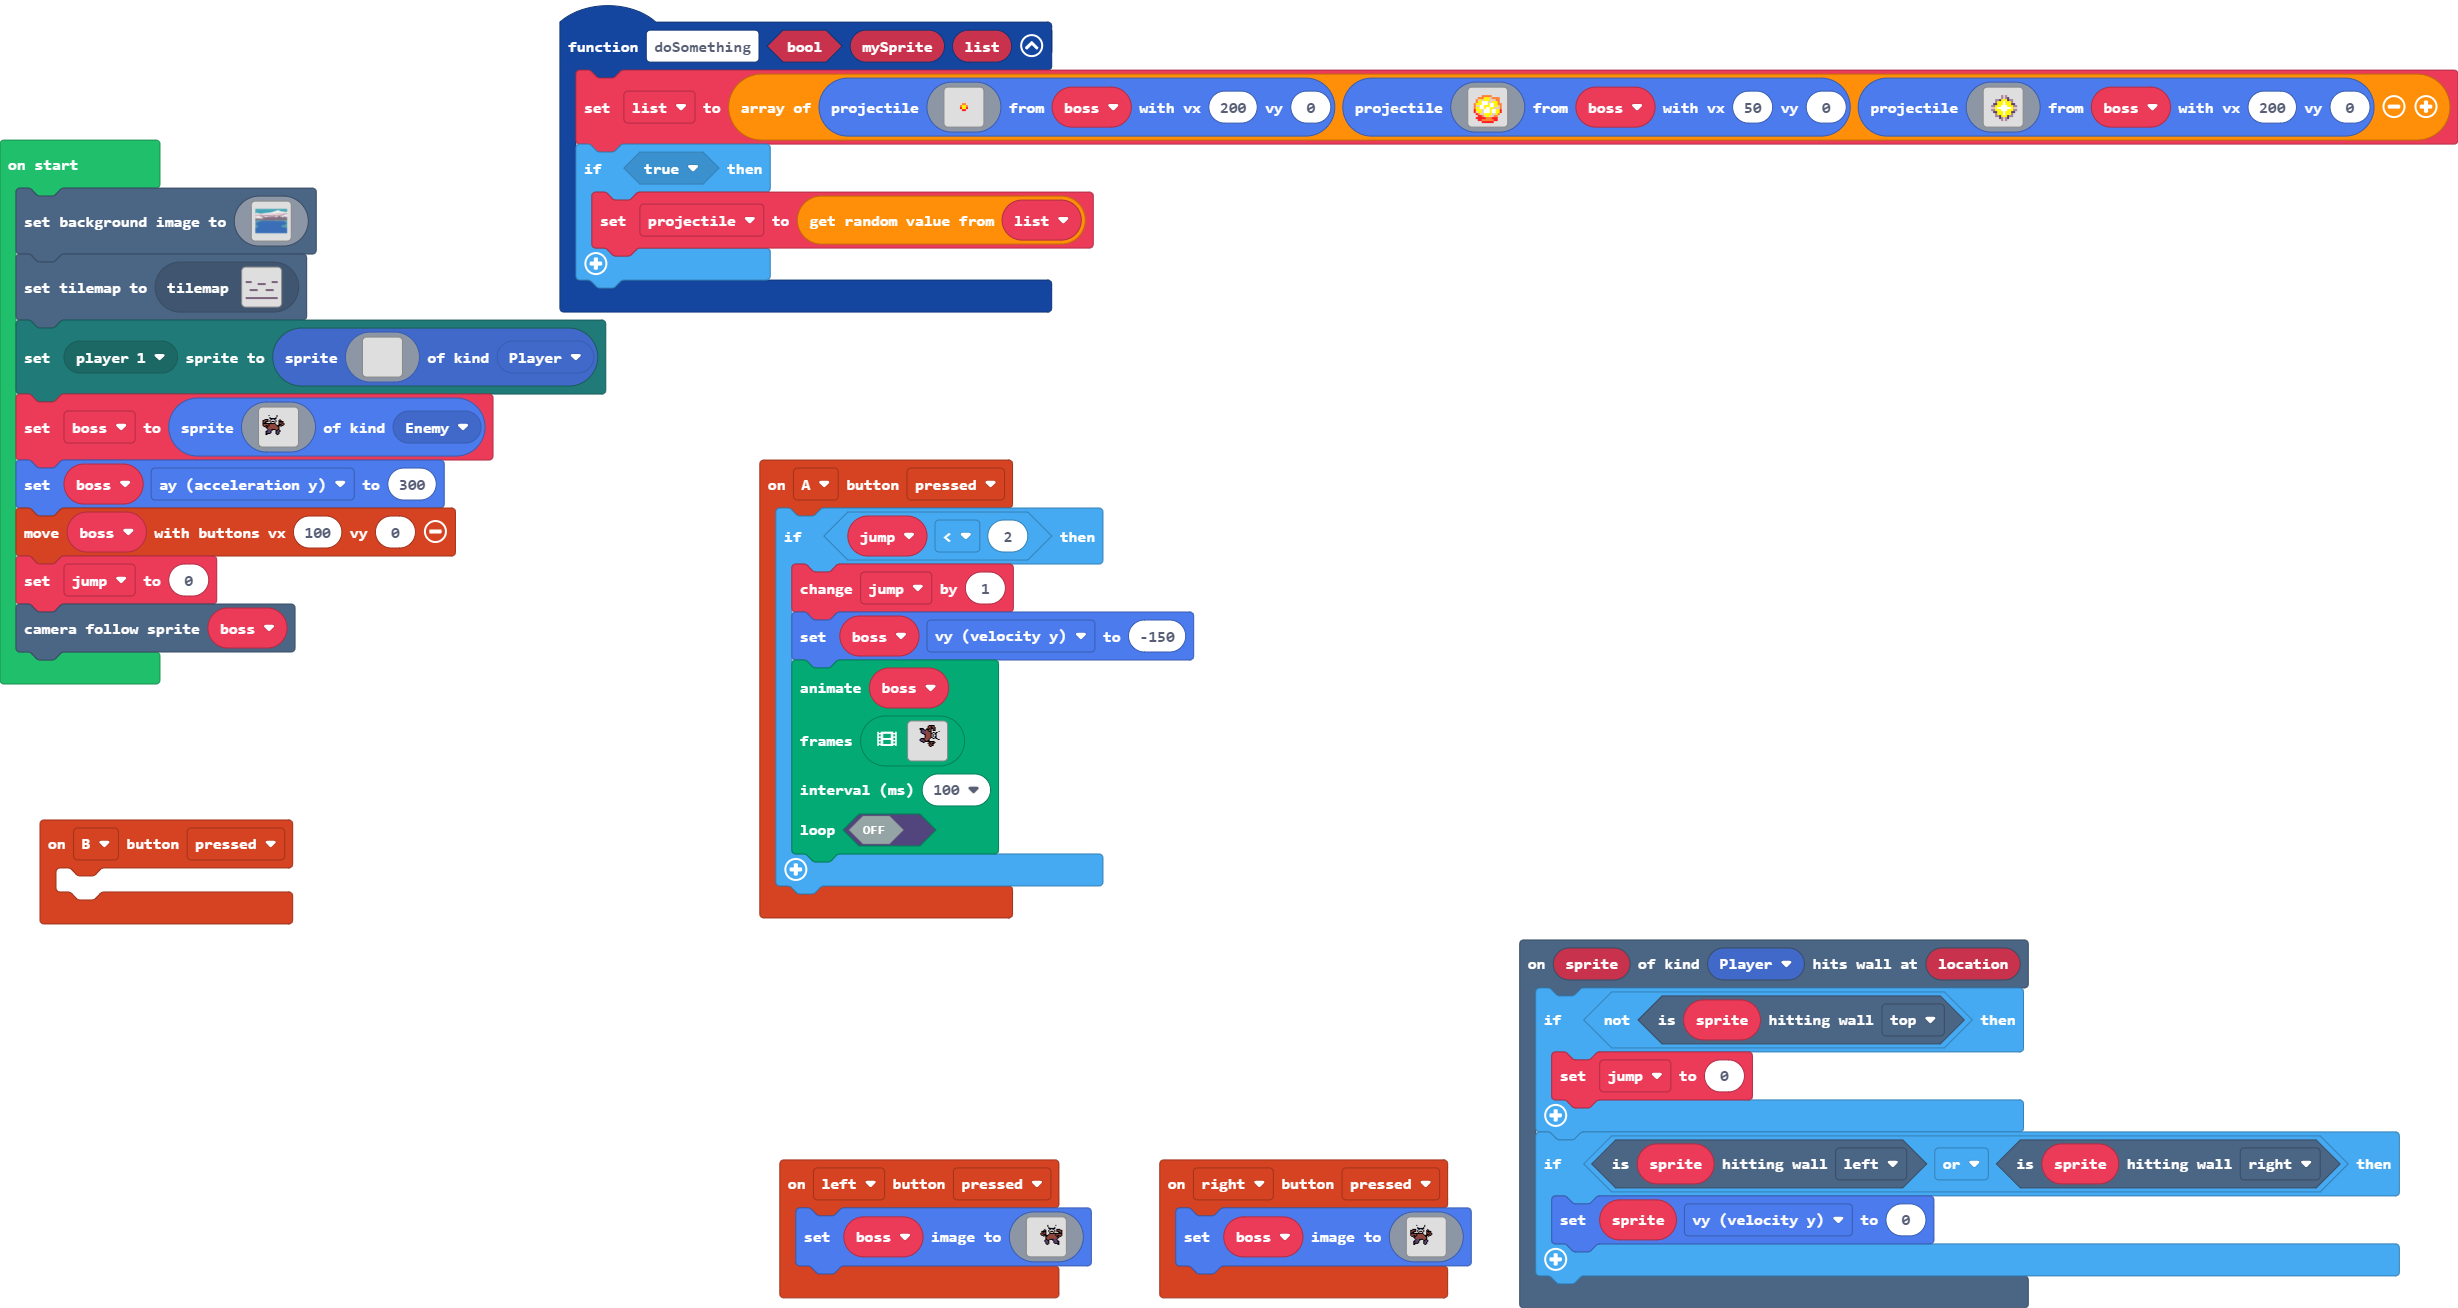 function doSomething bool mySprite list
set list to array of projectile from boss with vx 200 vy 0 projectile from boss with vx 50 vy 0 projectile from boss with vx 200 vy 0
if true then
set projectile to get random value from list
on start
set background image to
set tilemap to tilemap
set player 1 sprite to sprite of kind Player
set boss to sprite of kind Enemy
set boss ay (acceleration y) to 300
move boss with buttons vx 100 vy 0
set jump to 0
camera follow sprite boss
on A button pressed
if jump < 2 then
change jump by 1
set boss vy (velocity y) to -150
animate boss
frames
interval (ms) 100
loop OFF
on B button pressed
on sprite of kind Player hits wall at location
if not is sprite hitting wall top then
set jump to 0
if is sprite hitting wall left or is sprite hitting wall right then
set sprite vy (velocity y) to 0
on left button pressed
set boss image to
on right button pressed
set boss image to